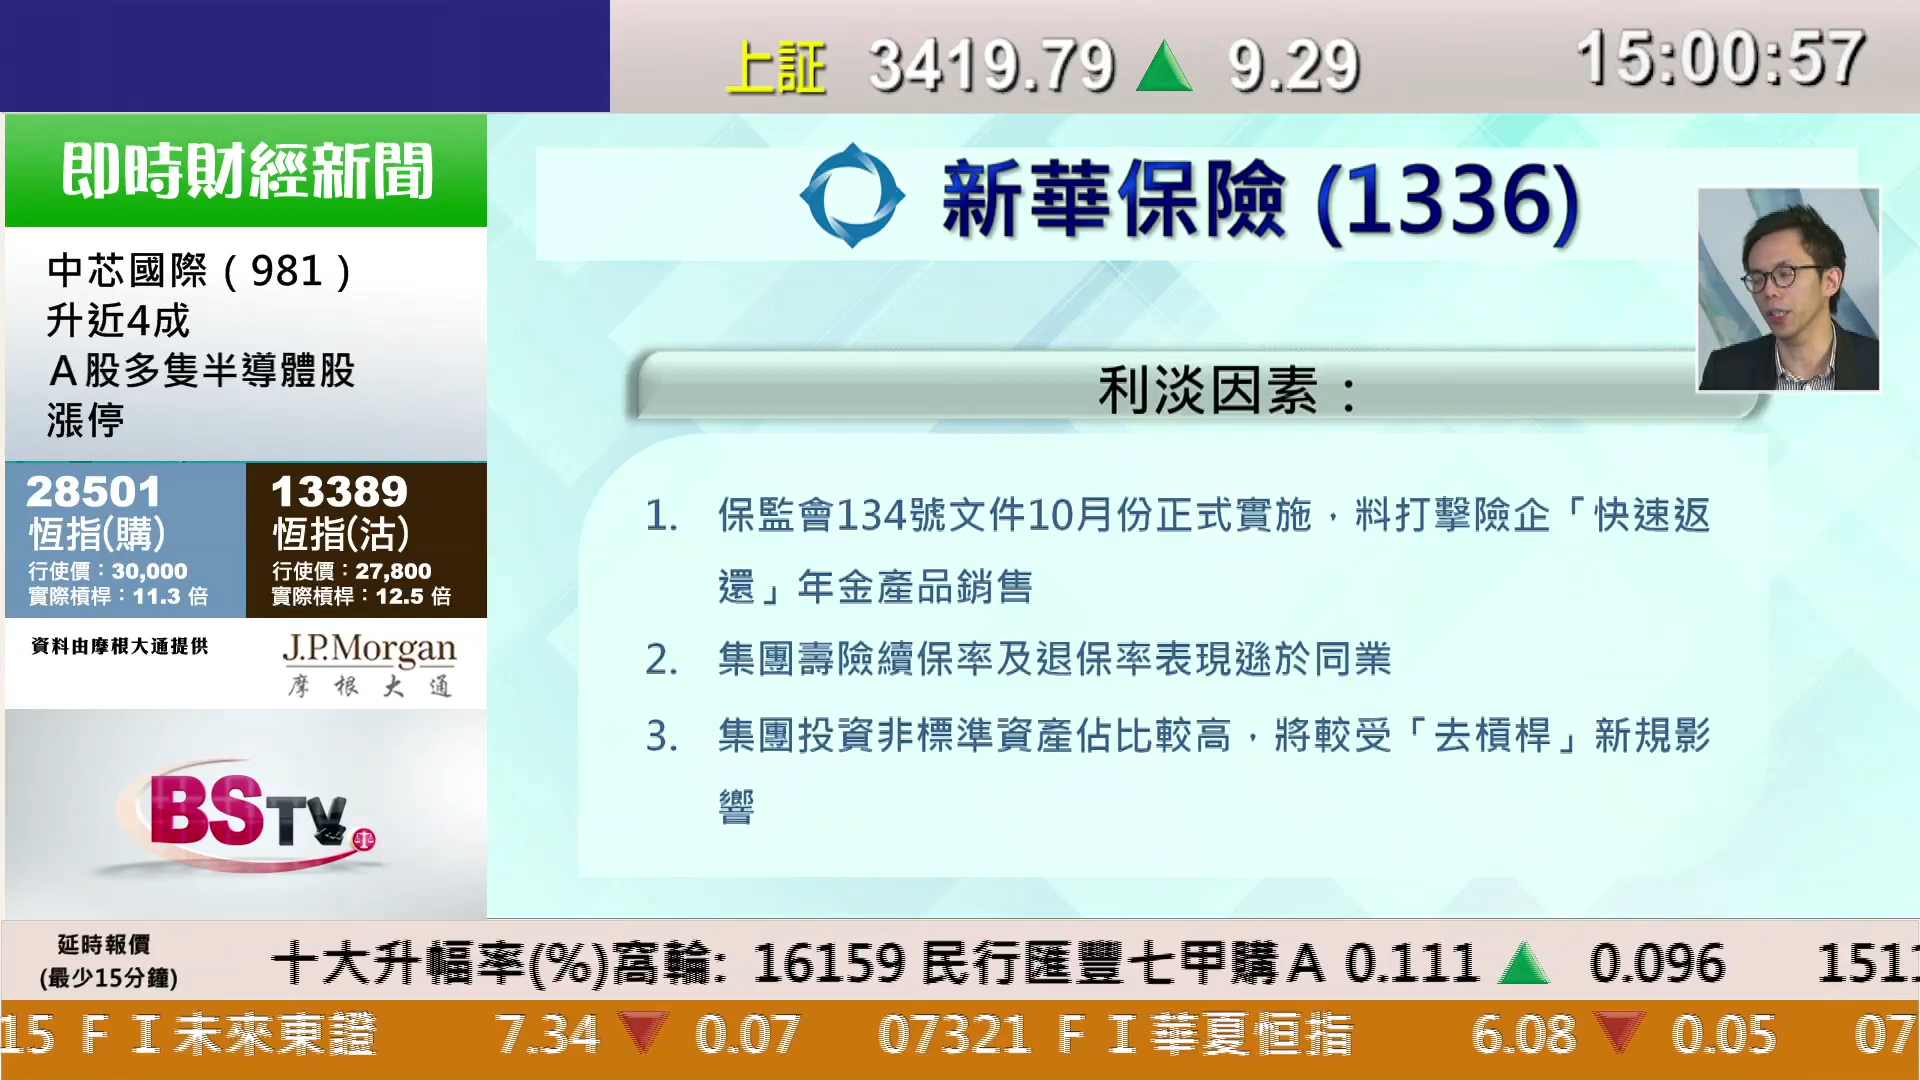 上証 3419.79 ▲ 9.29
15:00:57
即時財經新聞
中芯國際（981）
升近4成
A股多隻半導體股
漲停
28501
恆指(購)
行使價：30,000
實際槓桿：11.3 倍
13389
恆指(沽)
行使價：27,800
實際槓桿：12.5 倍
資料由摩根大通提供
J.P.Morgan
摩根大通
BSTV
新華保險 (1336)
利淡因素：
1. 保監會134號文件10月份正式實施，料打擊險企「快速返
還」年金產品銷售
2. 集團壽險續保率及退保率表現遜於同業
3. 集團投資非標準資產佔比較高，將較受「去槓桿」新規影
響
延時報價
(最少15分鐘)
十大升幅率(%)窩輪: 16159 民行匯豐七甲購A 0.111 ▲ 0.096 1511
15 ＦＩ未來東證 7.34 ▼ 0.07 07321 ＦＩ華夏恒指 6.08 ▼ 0.05 07